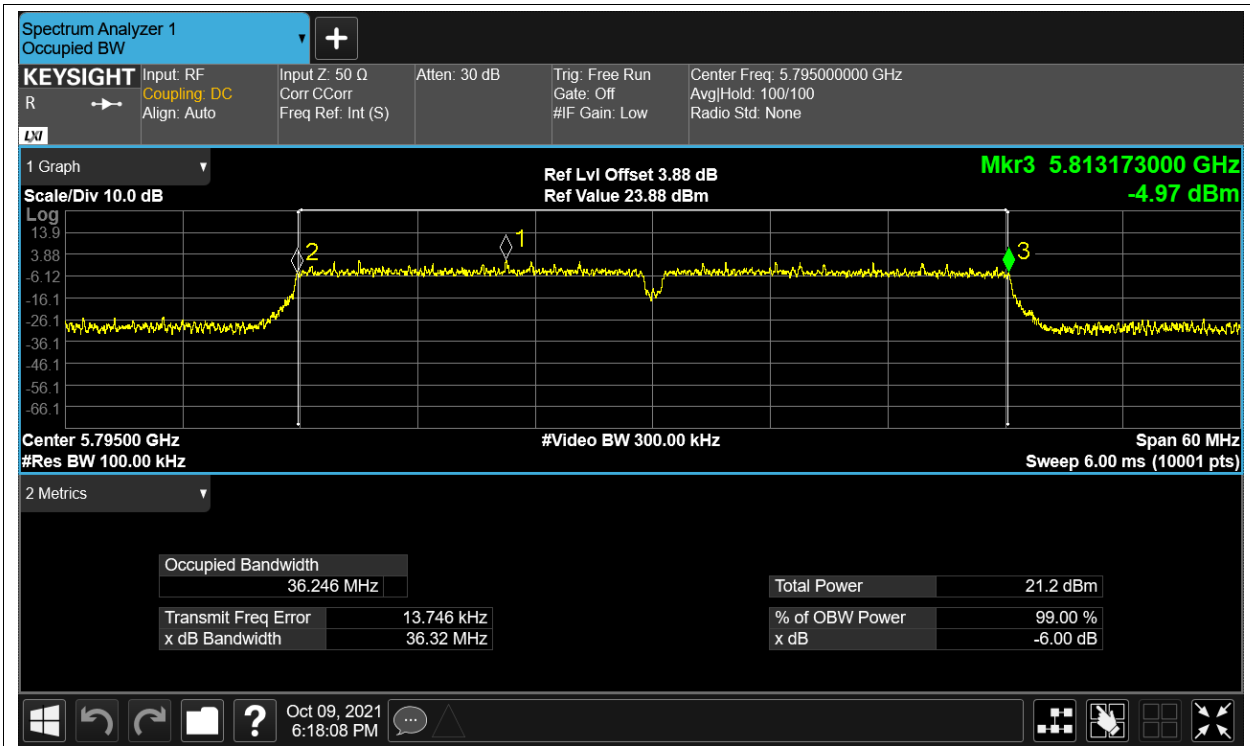 Spectrum Analyzer 1
Occupied BW
KEYSIGHT
R
LXI
Input: RF
Coupling: DC
Align: Auto
Input Z: 50 Ω
Corr CCorr
Freq Ref: Int (S)
Atten: 30 dB
Trig: Free Run
Gate: Off
#IF Gain: Low
Center Freq: 5.795000000 GHz
Avg|Hold: 100/100
Radio Std: None
1 Graph
Scale/Div 10.0 dB
Ref Lvl Offset 3.88 dB
Ref Value 23.88 dBm
Mkr3 5.813173000 GHz
-4.97 dBm
Log
13.9
3.88
-6.12
-16.1
-26.1
-36.1
-46.1
-56.1
-66.1
2
1
3
Center 5.79500 GHz
#Res BW 100.00 kHz
#Video BW 300.00 kHz
Span 60 MHz
Sweep 6.00 ms (10001 pts)
2 Metrics
Occupied Bandwidth
36.246 MHz
Transmit Freq Error 13.746 kHz
x dB Bandwidth 36.32 MHz
Total Power 21.2 dBm
% of OBW Power 99.00 %
x dB -6.00 dB
?
Oct 09, 2021
6:18:08 PM